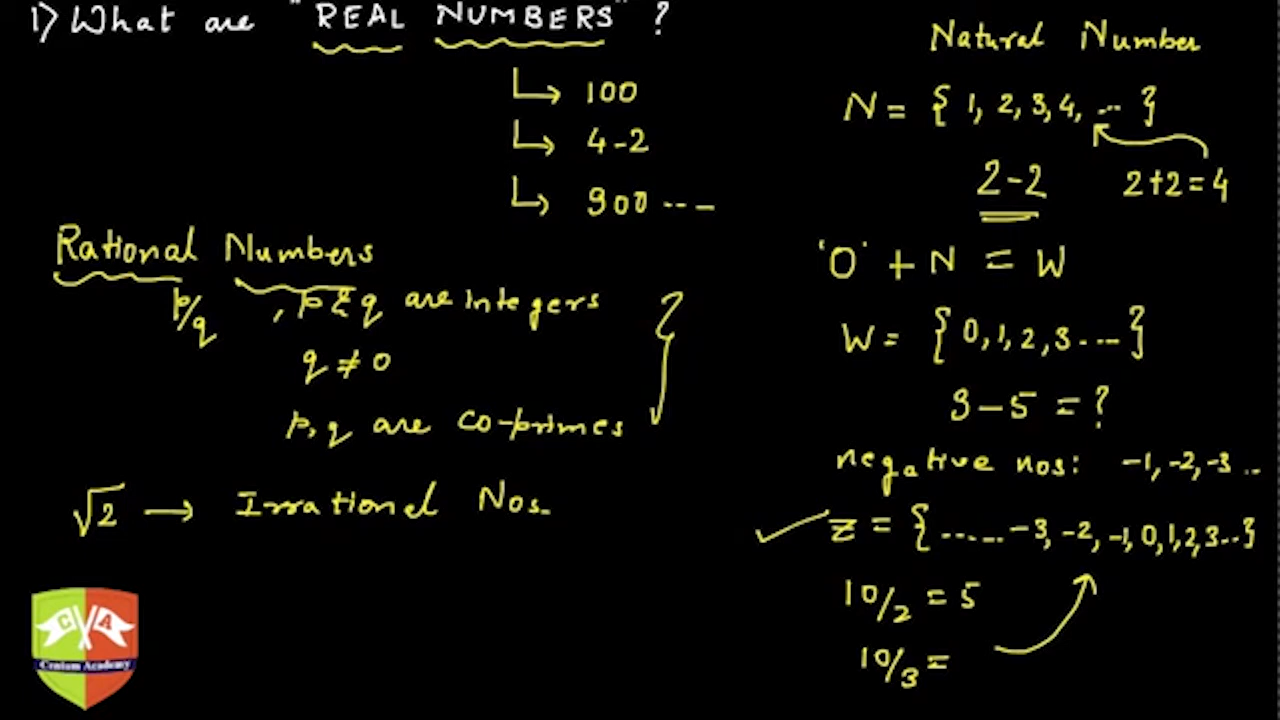 1) What are "REAL NUMBERS" ?
→ 100
→ 4-2
→ 900 ---
Rational Numbers
p/q , p & q are integers
q ≠ 0
p, q are co-primes
√2 → Irrational Nos.
Natural Number
N = { 1, 2, 3, 4, ... }
2-2
2+2=4
'0' + N = W
W = { 0, 1, 2, 3 .... }
3 - 5 = ?
negative nos: -1, -2, -3 ..
Z = { ...... -3, -2, -1, 0, 1, 2, 3.. }
10/2 = 5
10/3 =
CA
Centum Academy